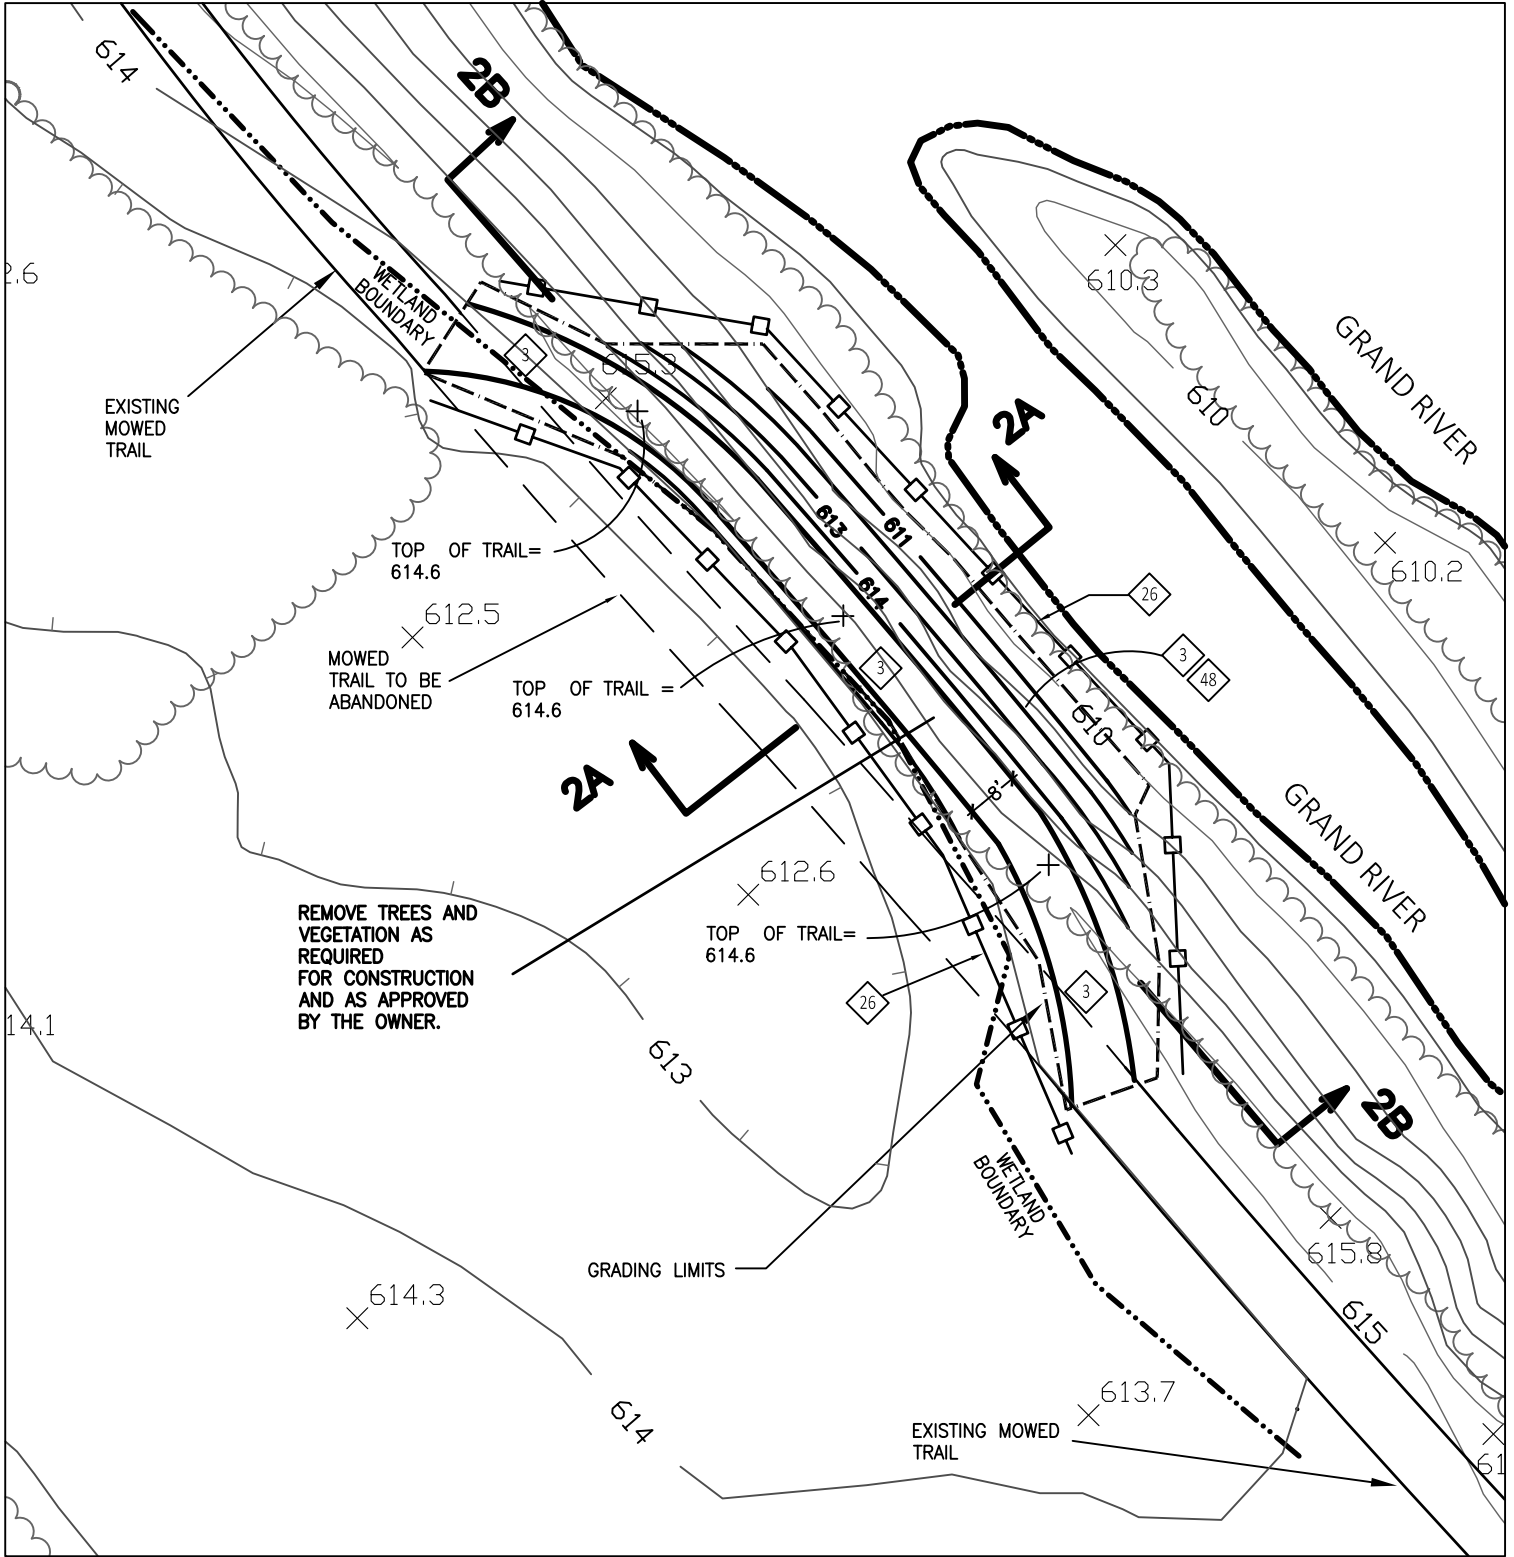 614
2B
2.6
WETLAND
BOUNDARY
610.3
GRAND RIVER
3
615.3
EXISTING
MOWED
TRAIL
610
2A
613
611
610.2
TOP OF TRAIL=
614.6
614
26
612.5
MOWED
TRAIL TO BE
ABANDONED
3
3
48
TOP OF TRAIL =
614.6
610
2A
8'
GRAND RIVER
612.6
REMOVE TREES AND
VEGETATION AS
REQUIRED
FOR CONSTRUCTION
AND AS APPROVED
BY THE OWNER.
TOP OF TRAIL=
614.6
26
3
14.1
613
2B
WETLAND
BOUNDARY
615.8
GRADING LIMITS
614.3
615
613.7
614
EXISTING MOWED
TRAIL
61